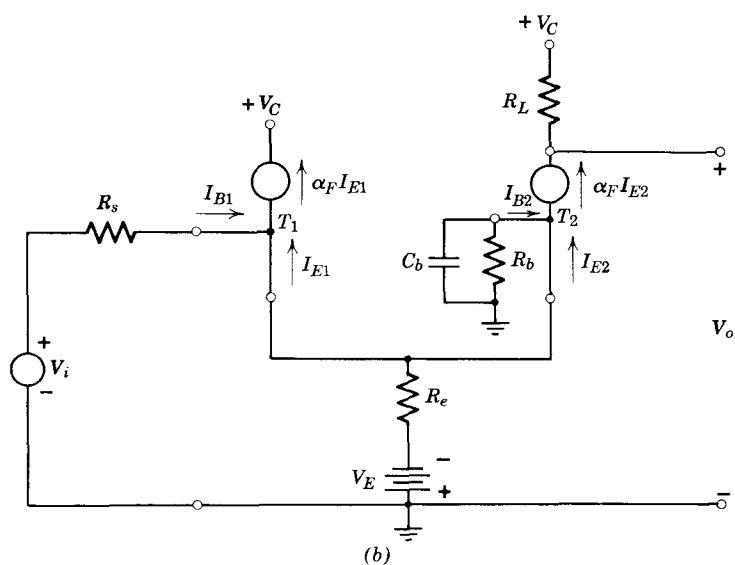 + V_C
R_L
+ V_C
+
α_F I_E1
I_B1
I_B2
α_F I_E2
R_s
T_1
T_2
I_E1
C_b
R_b
I_E2
+
V_i
−
V_o
R_e
−
V_E
+
−
(b)